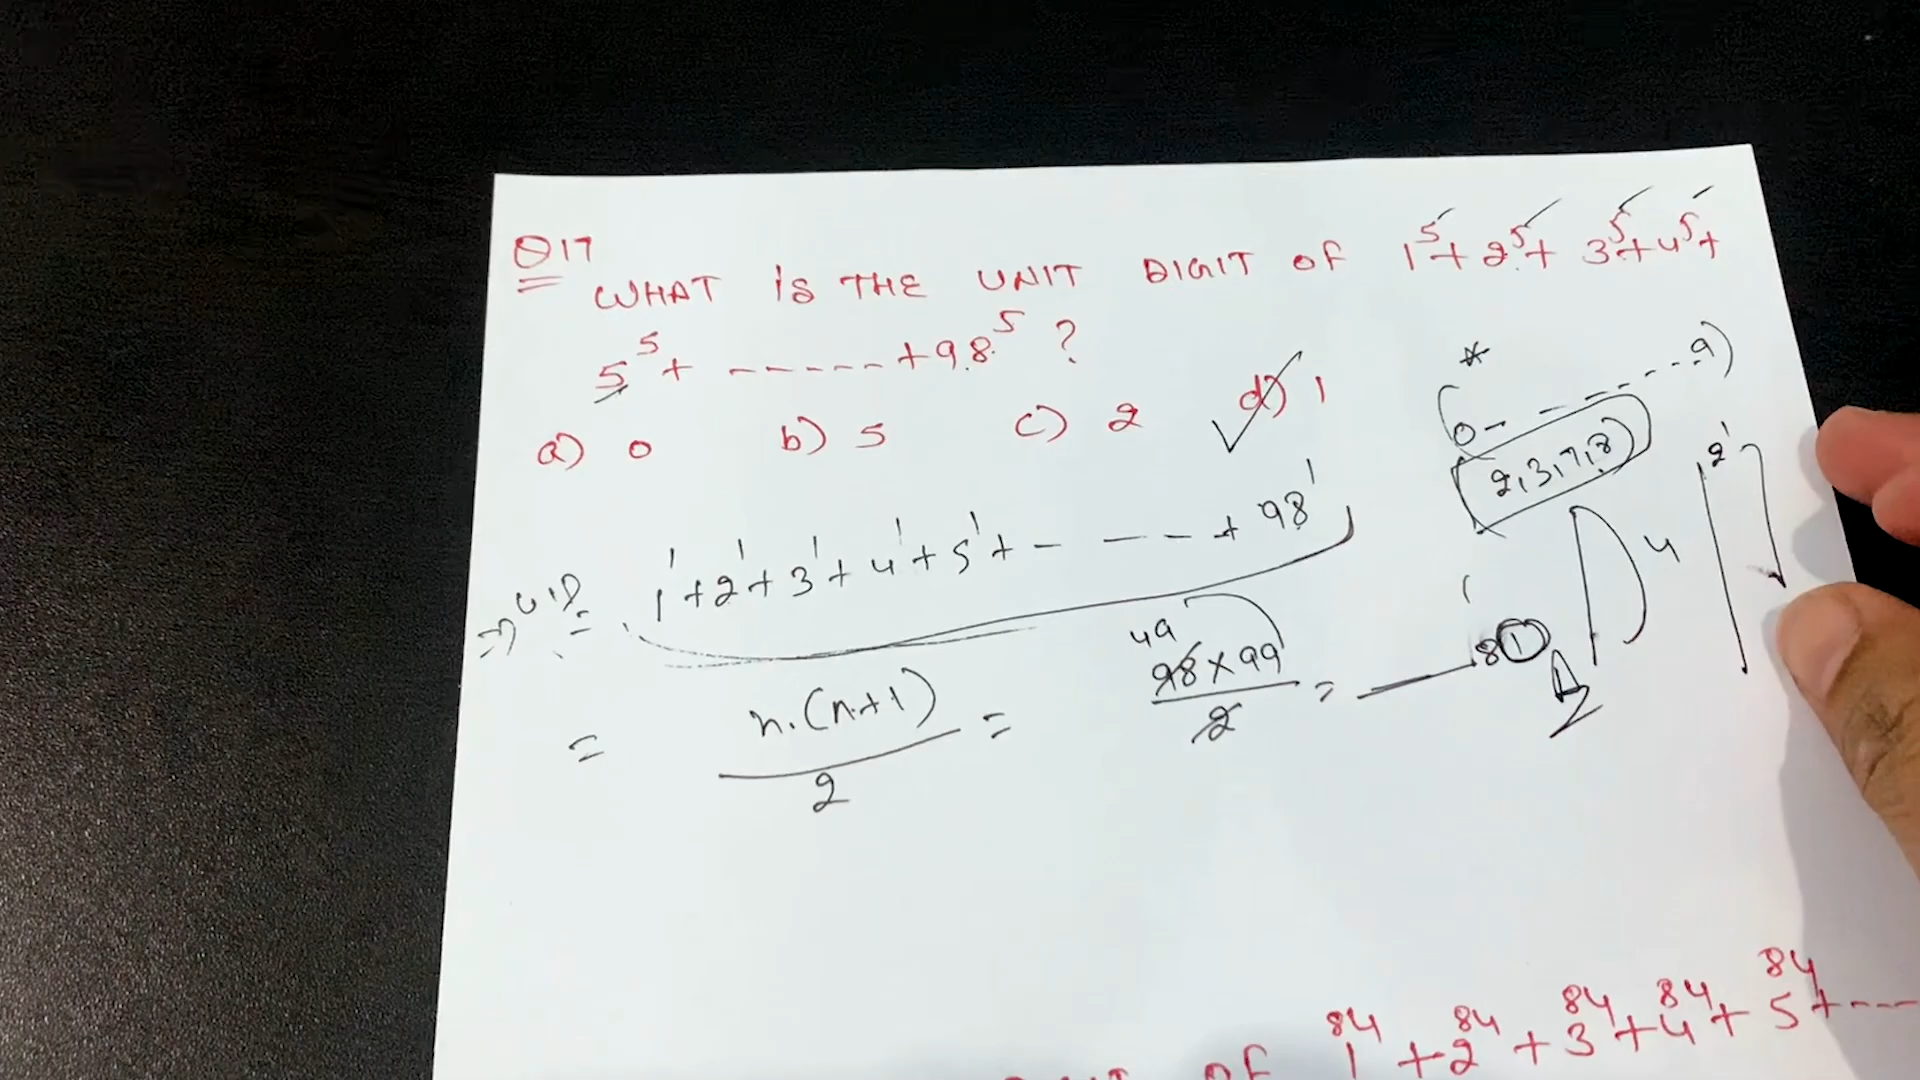 Q17
WHAT iS THE UNIT DIGIT OF 1⁵+ 2⁵+ 3⁵+4⁵+
5⁵+ ------+98⁵ ?
a) 0 b) 5 c) 2 d) 1
*
(0- ------9)
2,3,7,8)
4
2¹
⇒ U.D = 1¹+2¹+3¹+4¹+5¹+- ---+98¹
= n.(n+1)/2 = 49 98×99/2 = 81
OF 1⁸⁴+2⁸⁴+3⁸⁴+4⁸⁴+5⁸⁴+---